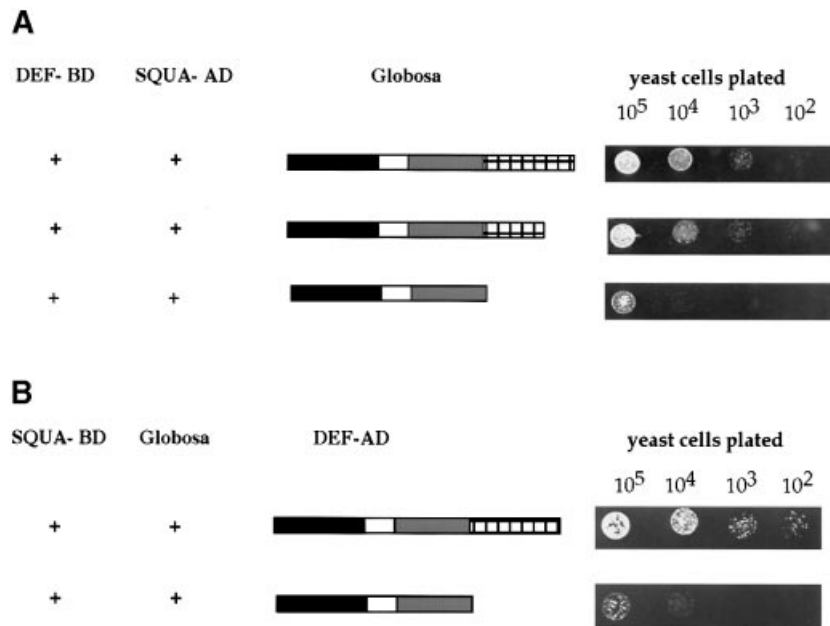 A
DEF- BD SQUA- AD Globosa yeast cells plated
10^5 10^4 10^3 10^2
+ +
+ +
+ +
B
SQUA- BD Globosa DEF-AD yeast cells plated
10^5 10^4 10^3 10^2
+ +
+ +